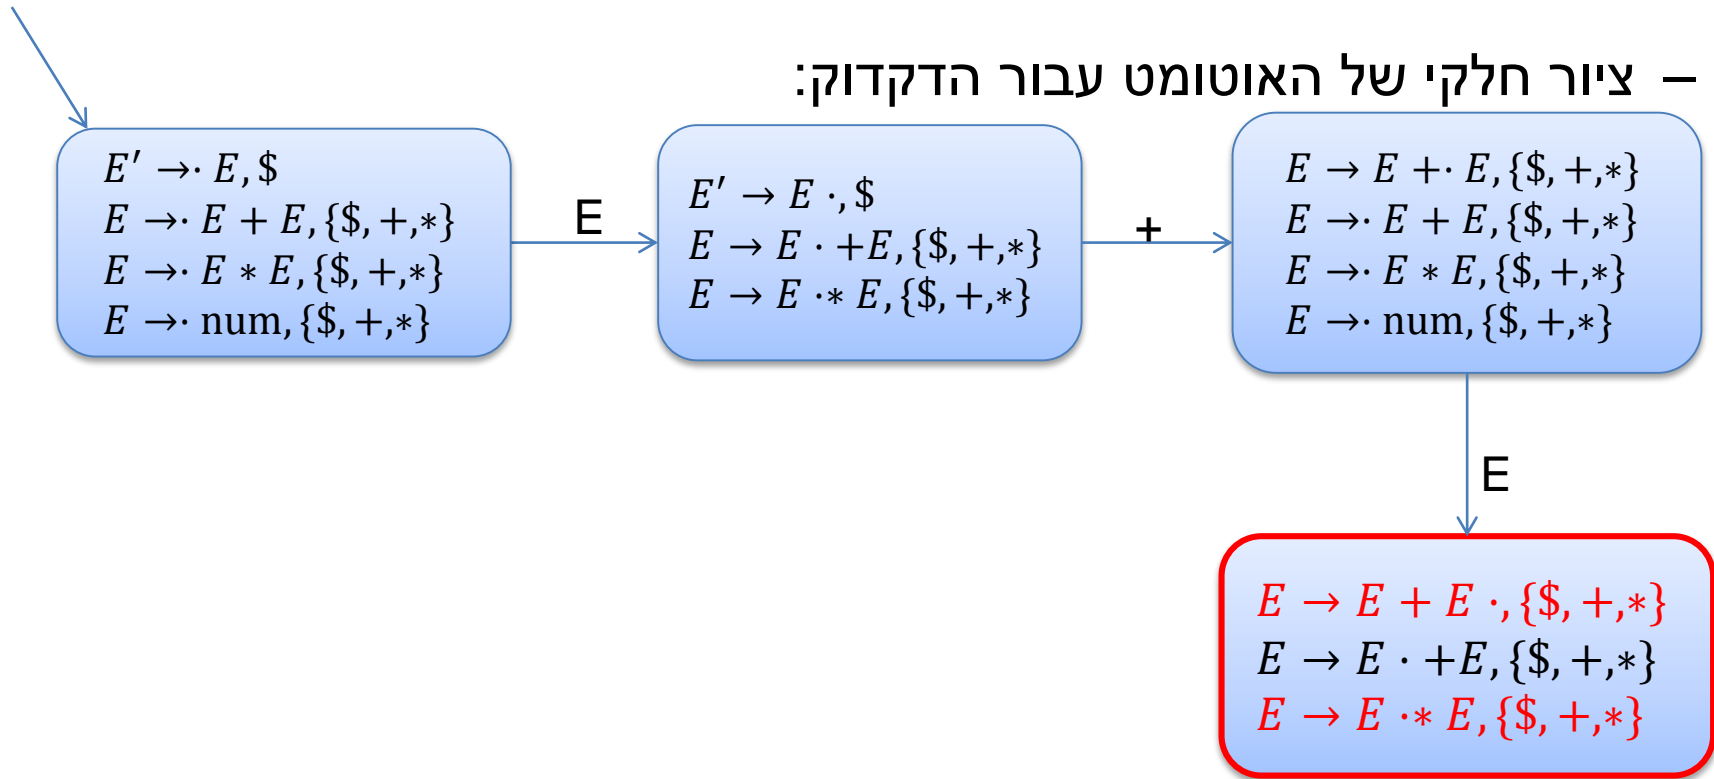 – ציור חלקי של האוטומט עבור הדקדוק:
E′ →· E, $
E →· E + E, {$, +,∗}
E →· E ∗ E, {$, +,∗}
E →· num, {$, +,∗}
E
E′ → E ·, $
E → E · +E, {$, +,∗}
E → E ·∗ E, {$, +,∗}
+
E → E +· E, {$, +,∗}
E →· E + E, {$, +,∗}
E →· E ∗ E, {$, +,∗}
E →· num, {$, +,∗}
E
E → E + E ·, {$, +,∗}
E → E · +E, {$, +,∗}
E → E ·∗ E, {$, +,∗}